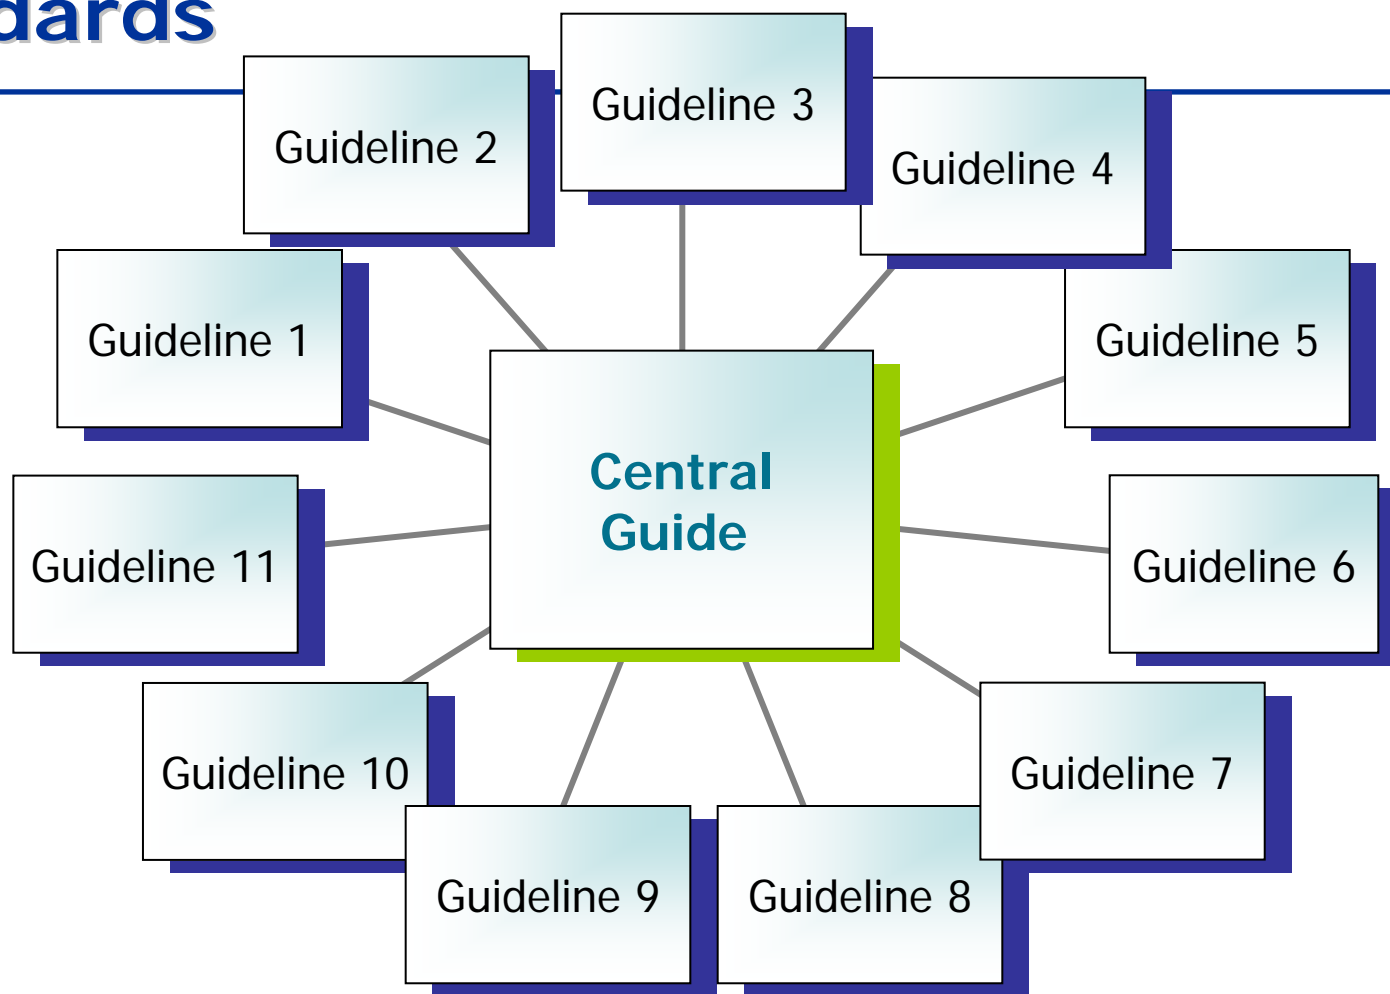 dards
Guideline 3
Guideline 2
Guideline 4
Guideline 1
Guideline 5
Central
Guide
Guideline 11
Guideline 6
Guideline 10
Guideline 7
Guideline 9
Guideline 8